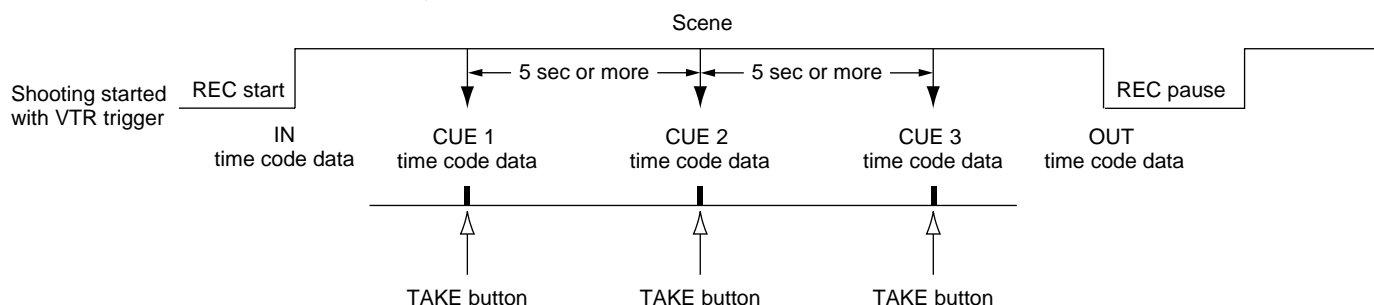 Scene
5 sec or more
5 sec or more
REC start
REC pause
Shooting started
with VTR trigger
IN
time code data
CUE 1
time code data
CUE 2
time code data
CUE 3
time code data
OUT
time code data
TAKE button
TAKE button
TAKE button